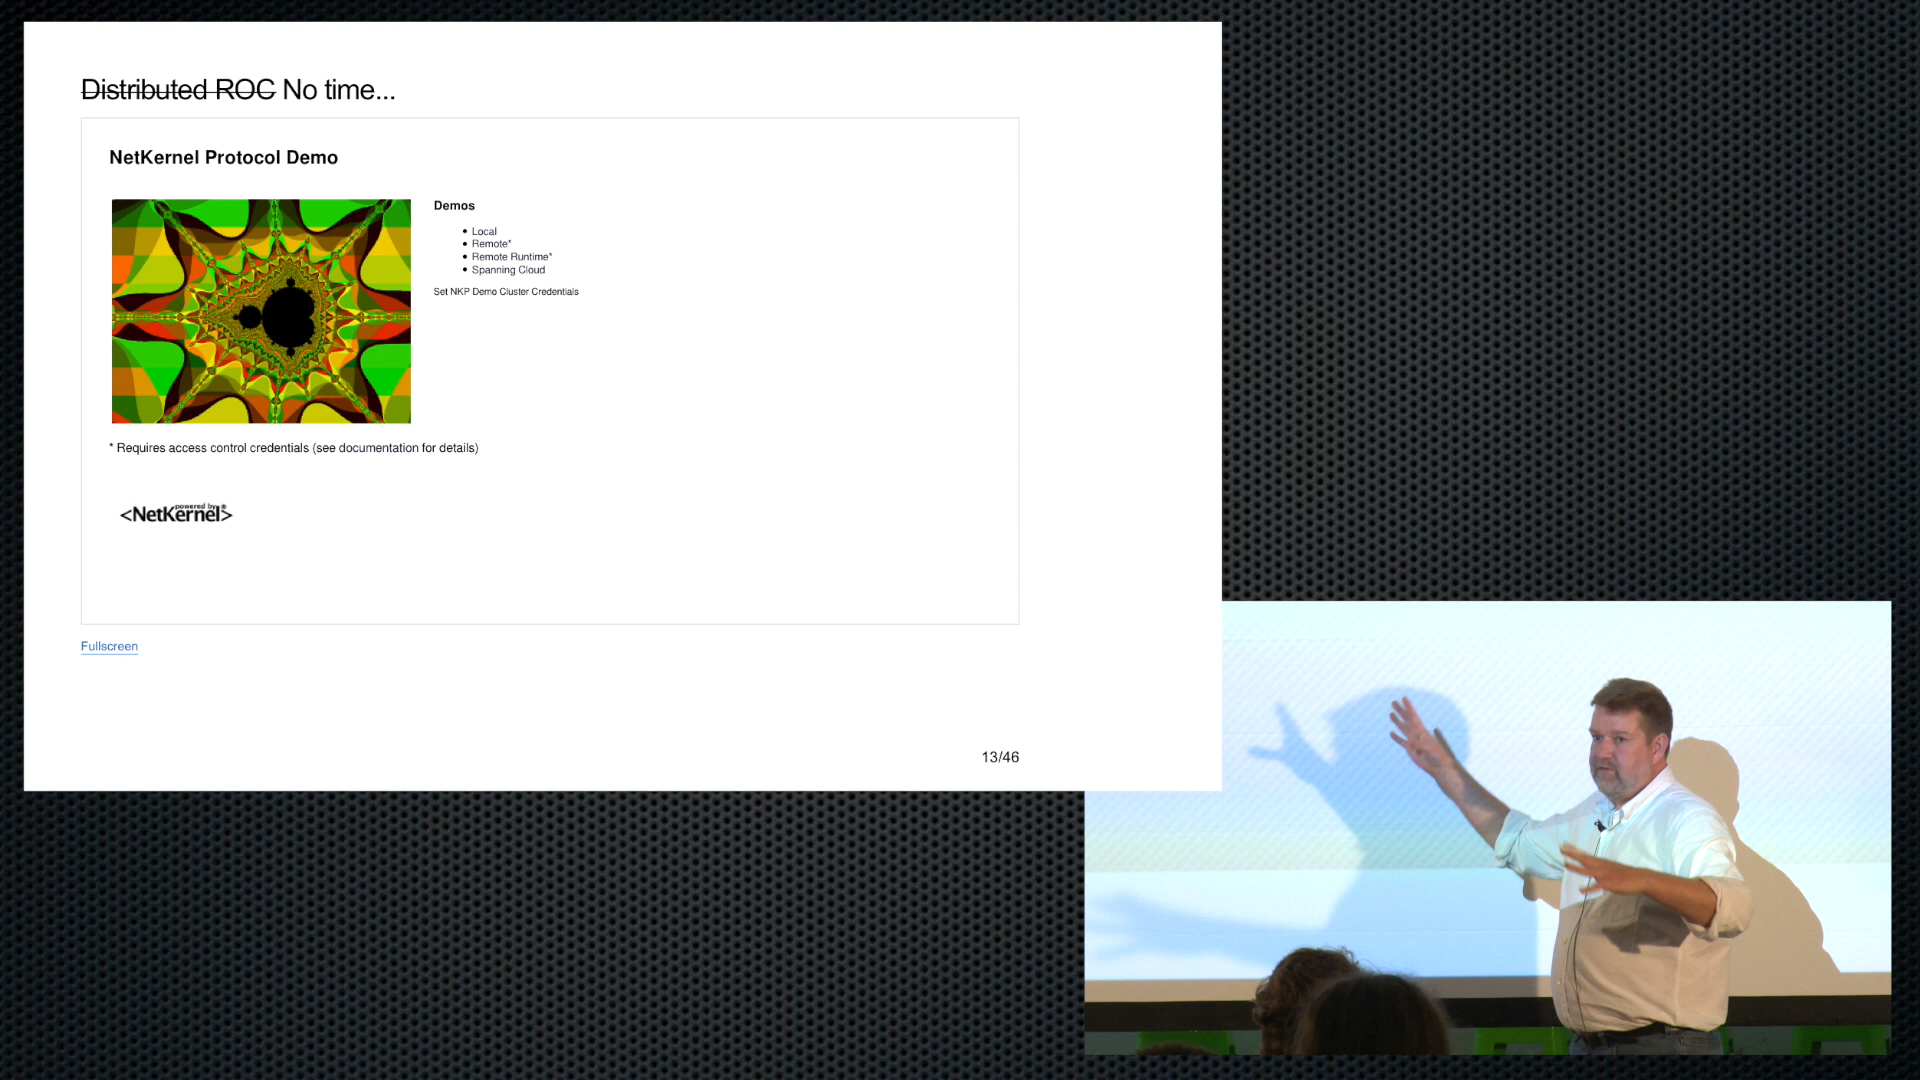 Distributed ROC No time...
NetKernel Protocol Demo
Demos
Local
Remote*
Remote Runtime*
Spanning Cloud
Set NKP Demo Cluster Credentials
* Requires access control credentials (see documentation for details)
powered by
<NetKernel>®
Fullscreen
13/46